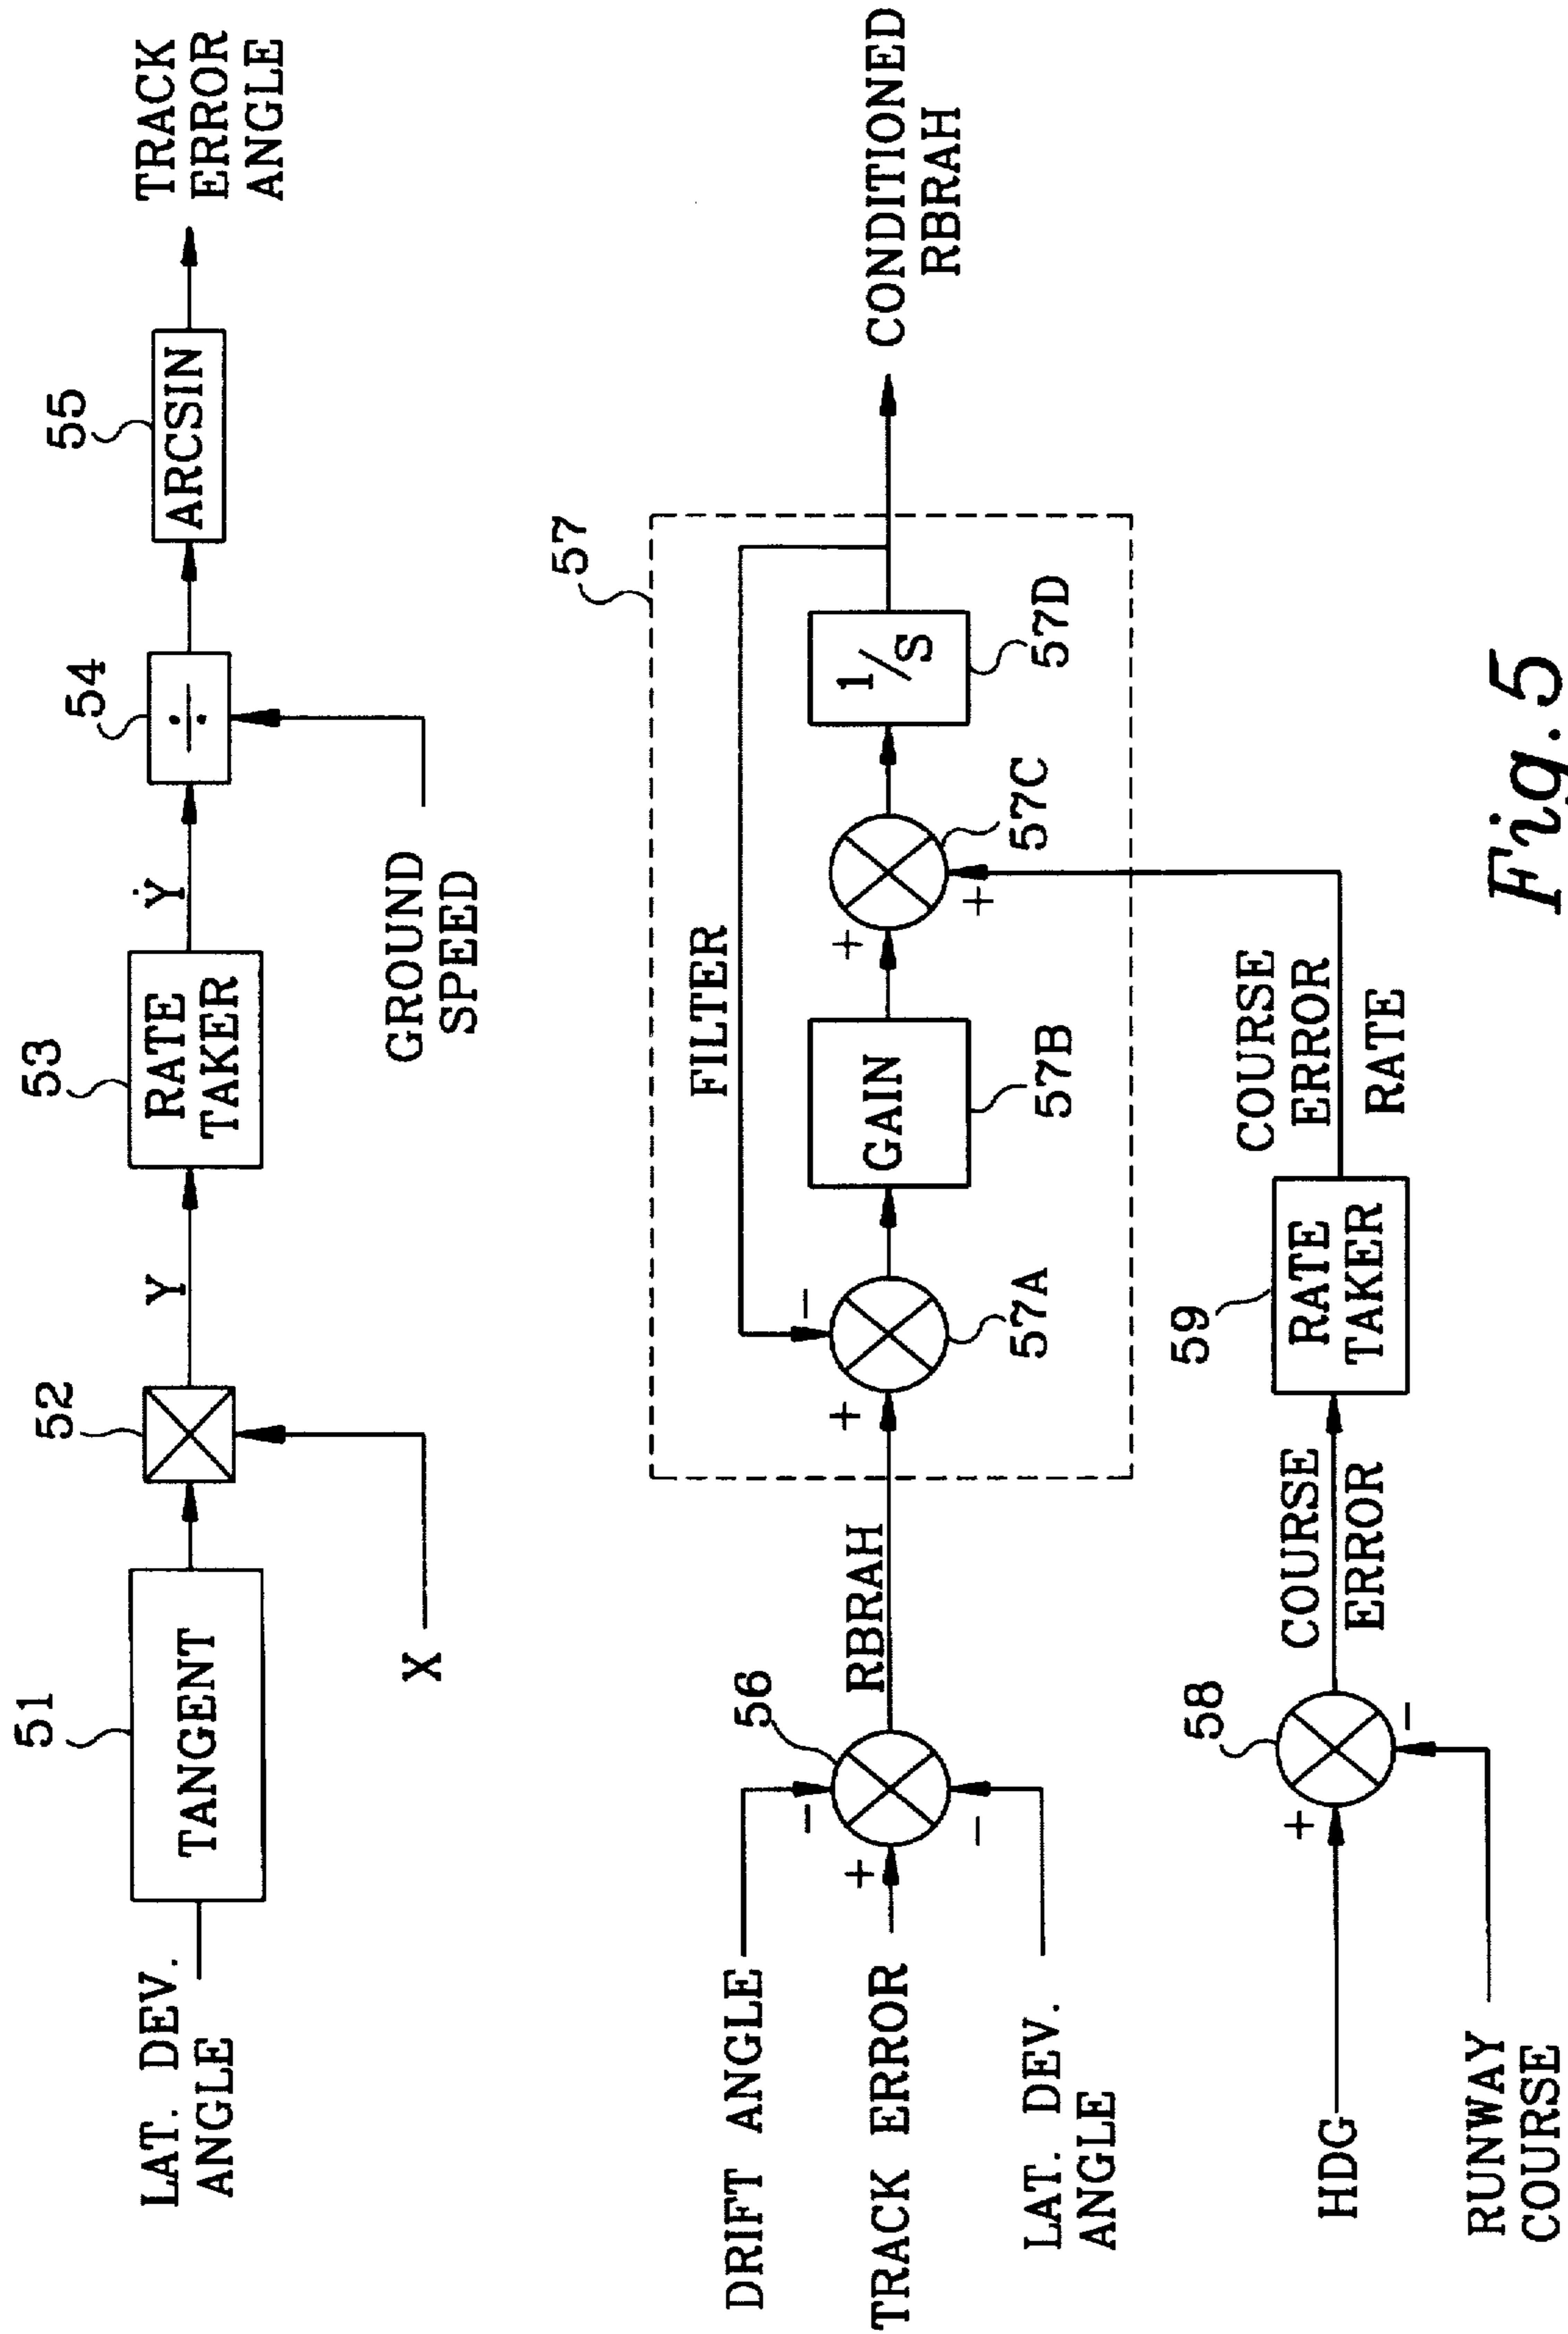 LAT. DEV.
ANGLE
51
TANGENT
X
52
Y
53
RATE
TAKER
Ẏ
54
÷
GROUND
SPEED
55
ARCSIN
TRACK
ERROR
ANGLE
DRIFT ANGLE
TRACK ERROR
LAT. DEV.
ANGLE
−
+
−
56
RBRAH
57
FILTER
+
−
57A
GAIN
57B
+
+
57C
1/S
57D
CONDITIONED
RBRAH
HDG
RUNWAY
COURSE
+
−
58
COURSE
ERROR
59
RATE
TAKER
COURSE
ERROR
RATE
Fig. 5